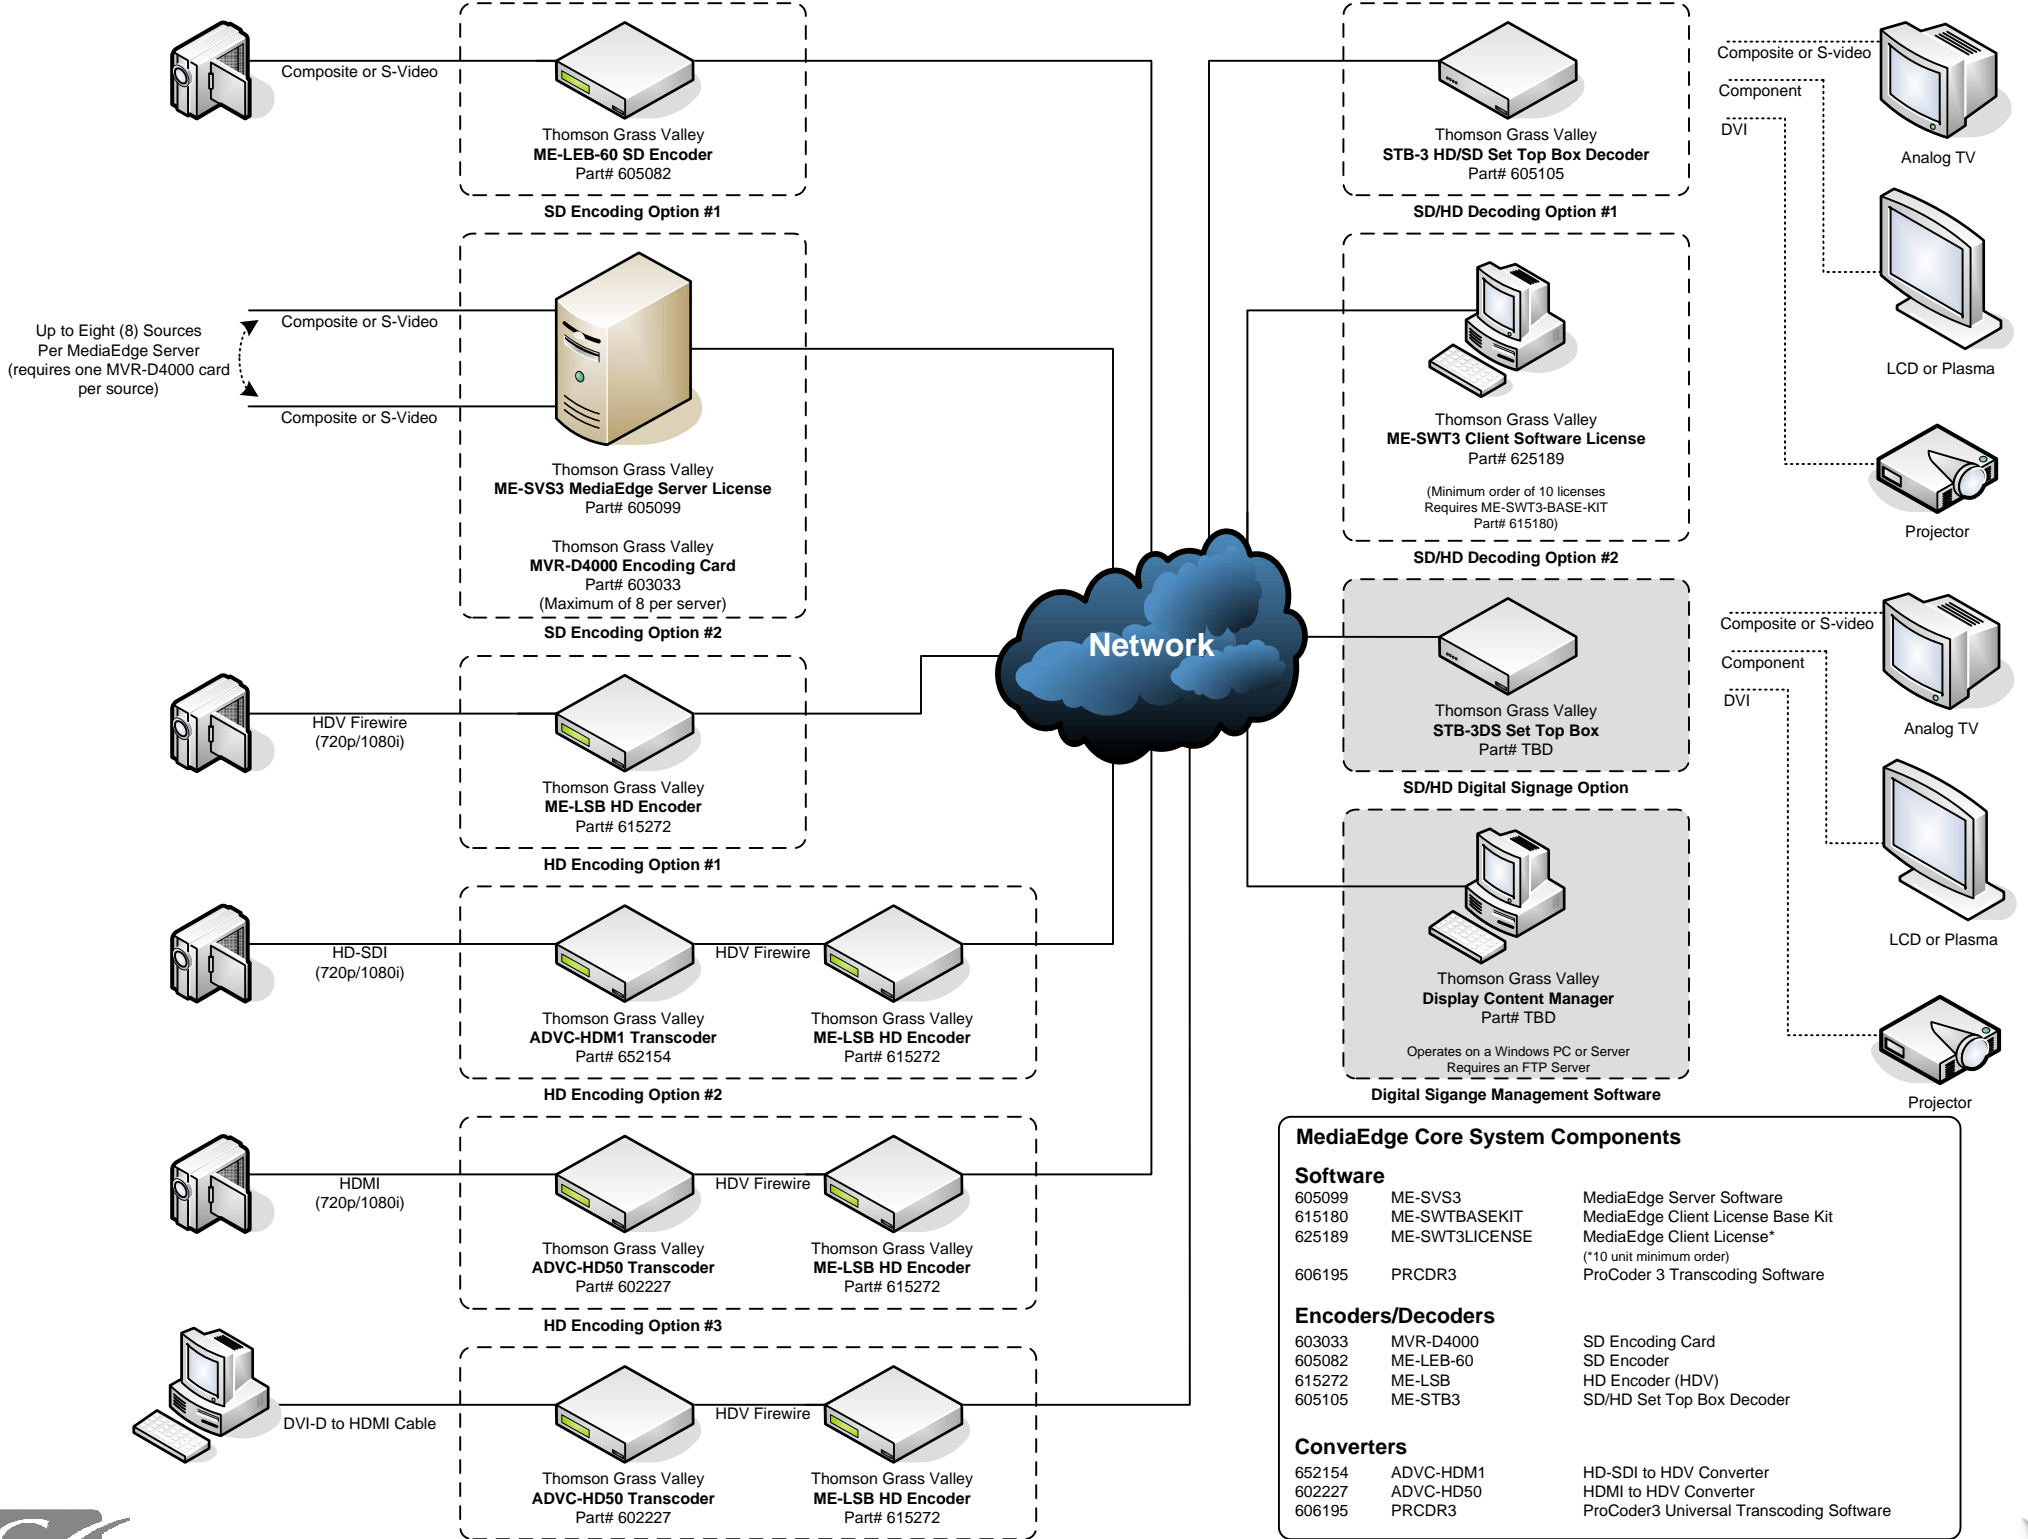 Composite or S-Video
Thomson Grass Valley
ME-LEB-60 SD Encoder
Part# 605082
SD Encoding Option #1
Up to Eight (8) Sources
Per MediaEdge Server
(requires one MVR-D4000 card
per source)
Composite or S-Video
Composite or S-Video
Thomson Grass Valley
ME-SVS3 MediaEdge Server License
Part# 605099
Thomson Grass Valley
MVR-D4000 Encoding Card
Part# 603033
(Maximum of 8 per server)
SD Encoding Option #2
HDV Firewire
(720p/1080i)
Thomson Grass Valley
ME-LSB HD Encoder
Part# 615272
HD Encoding Option #1
HD-SDI
(720p/1080i)
HDV Firewire
Thomson Grass Valley
ADVC-HDM1 Transcoder
Part# 652154
Thomson Grass Valley
ME-LSB HD Encoder
Part# 615272
HD Encoding Option #2
HDMI
(720p/1080i)
HDV Firewire
Thomson Grass Valley
ADVC-HD50 Transcoder
Part# 602227
Thomson Grass Valley
ME-LSB HD Encoder
Part# 615272
HD Encoding Option #3
DVI-D to HDMI Cable
HDV Firewire
Thomson Grass Valley
ADVC-HD50 Transcoder
Part# 602227
Thomson Grass Valley
ME-LSB HD Encoder
Part# 615272
Network
Thomson Grass Valley
STB-3 HD/SD Set Top Box Decoder
Part# 605105
SD/HD Decoding Option #1
Thomson Grass Valley
ME-SWT3 Client Software License
Part# 625189
(Minimum order of 10 licenses
Requires ME-SWT3-BASE-KIT
Part# 615180)
SD/HD Decoding Option #2
Thomson Grass Valley
STB-3DS Set Top Box
Part# TBD
SD/HD Digital Signage Option
Thomson Grass Valley
Display Content Manager
Part# TBD
Operates on a Windows PC or Server
Requires an FTP Server
Digital Sigange Management Software
Composite or S-video
Component
DVI
Analog TV
LCD or Plasma
Projector
Composite or S-video
Component
DVI
Analog TV
LCD or Plasma
Projector
MediaEdge Core System Components
Software
605099 ME-SVS3 MediaEdge Server Software
615180 ME-SWTBASEKIT MediaEdge Client License Base Kit
625189 ME-SWT3LICENSE MediaEdge Client License*
(*10 unit minimum order)
606195 PRCDR3 ProCoder 3 Transcoding Software
Encoders/Decoders
603033 MVR-D4000 SD Encoding Card
605082 ME-LEB-60 SD Encoder
615272 ME-LSB HD Encoder (HDV)
605105 ME-STB3 SD/HD Set Top Box Decoder
Converters
652154 ADVC-HDM1 HD-SDI to HDV Converter
602227 ADVC-HD50 HDMI to HDV Converter
606195 PRCDR3 ProCoder3 Universal Transcoding Software